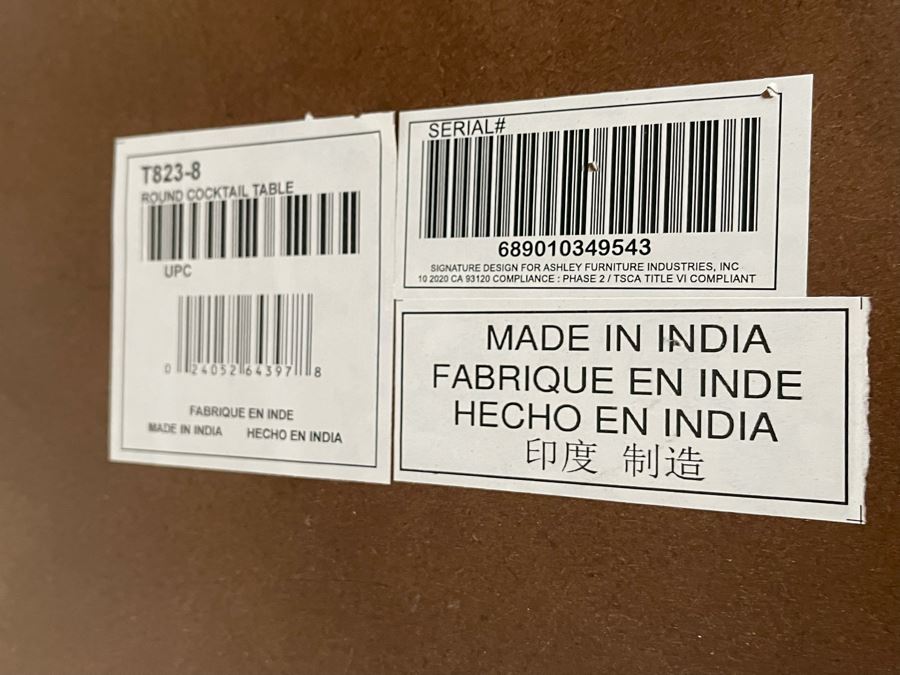 T823-8
ROUND COCKTAIL TABLE
UPC
0 24052 64397 8
FABRIQUE EN INDE
MADE IN INDIA HECHO EN INDIA
SERIAL#
689010349543
SIGNATURE DESIGN FOR ASHLEY FURNITURE INDUSTRIES, INC
10 2020 CA 93120 COMPLIANCE : PHASE 2 / TSCA TITLE VI COMPLIANT
MADE IN INDIA
FABRIQUE EN INDE
HECHO EN INDIA
印度 制造